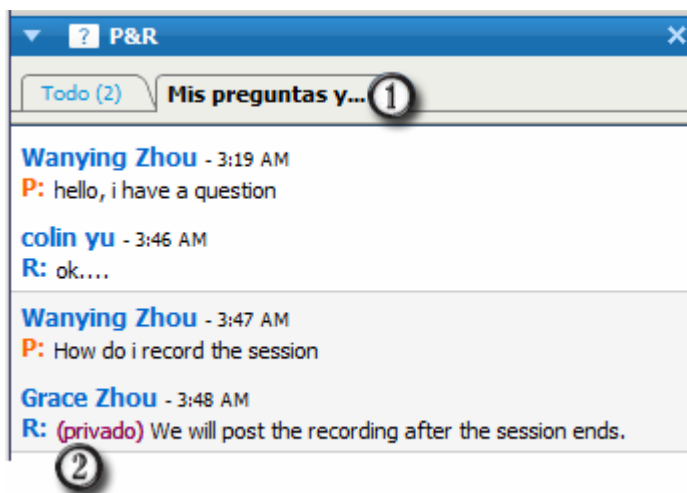 ? P&R
Todo (2) Mis preguntas y... 1
Wanying Zhou - 3:19 AM
P: hello, i have a question
colin yu - 3:46 AM
R: ok....
Wanying Zhou - 3:47 AM
P: How do i record the session
Grace Zhou - 3:48 AM
R: (privado) We will post the recording after the session ends.
2